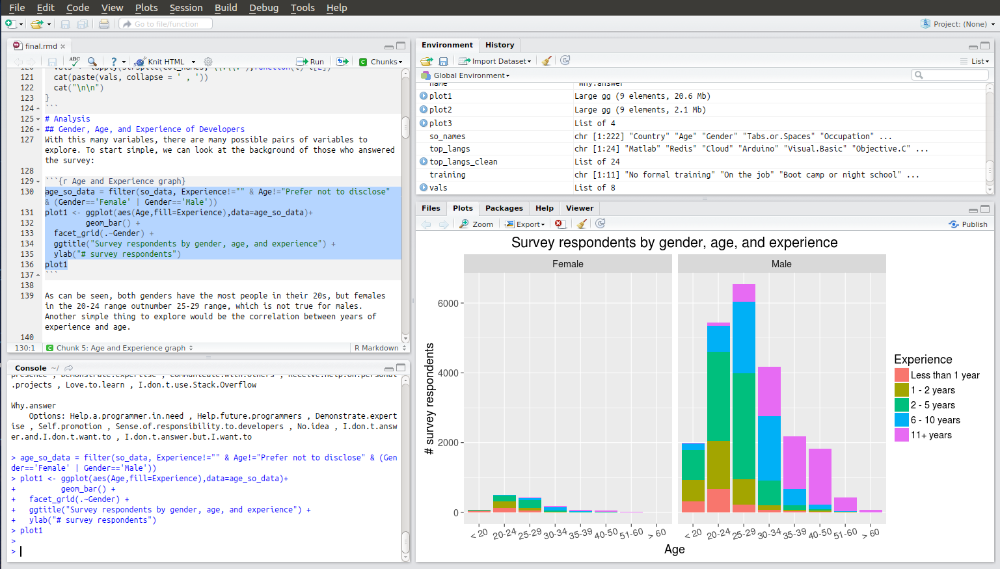 File Edit Code View Plots Session Build Debug Tools Help
Go to file/function
Project: (None)
final.rmd
ABC
?
Knit HTML
Run
Chunks
121 cat(paste(vals, collapse = ' , '))
122 cat("\n\n")
123 }
124 ```
125 # Analysis
126 ## Gender, Age, and Experience of Developers
127 With this many variables, there are many possible pairs of variables to
explore. To start simple, we can look at the background of those who answered
the survey:
128
129 ```{r Age and Experience graph}
130 age_so_data = filter(so_data, Experience!="" & Age!="Prefer not to disclose"
& (Gender=='Female' | Gender=='Male'))
131 plot1 <- ggplot(aes(Age,fill=Experience),data=age_so_data)+
132 geom_bar() +
133 facet_grid(.~Gender) +
134 ggtitle("Survey respondents by gender, age, and experience") +
135 ylab("# survey respondents")
136 plot1
137 ```
138
139 As can be seen, both genders have the most people in their 20s, but females
in the 20-24 range outnumber 25-29 range, which is not true for males.
Another simple thing to explore would be the correlation between years of
experience and age.
140
130:1
C Chunk 5: Age and Experience graph
R Markdown
Console ~/
presence , Demonstrate.expertise , Communicate.with.others , Receive.help.on.personal
.projects , Love.to.learn , I.don.t.use.Stack.Overflow
Why.answer
Options: Help.a.programmer.in.need , Help.future.programmers , Demonstrate.expert
ise , Self.promotion , Sense.of.responsibility.to.developers , No.idea , I.don.t.answ
er.and.I.don.t.want.to , I.don.t.answer.but.I.want.to
> age_so_data = filter(so_data, Experience!="" & Age!="Prefer not to disclose" & (Gen
der=='Female' | Gender=='Male'))
> plot1 <- ggplot(aes(Age,fill=Experience),data=age_so_data)+
+ geom_bar() +
+ facet_grid(.~Gender) +
+ ggtitle("Survey respondents by gender, age, and experience") +
+ ylab("# survey respondents")
> plot1
>
>
Environment History
Import Dataset
List
Global Environment
name "Why.answer"
plot1 Large gg (9 elements, 20.6 Mb)
plot2 Large gg (9 elements, 2.1 Mb)
plot3 List of 4
so_names chr [1:222] "Country" "Age" "Gender" "Tabs.or.Spaces" "Occupation" ...
top_langs chr [1:24] "Matlab" "Redis" "Cloud" "Arduino" "Visual.Basic" "Objective.C" ...
top_langs_clean List of 24
training chr [1:11] "No formal training" "On the job" "Boot camp or night school" ...
vals List of 8
Files Plots Packages Help Viewer
Zoom Export Publish
Survey respondents by gender, age, and experience
Female Male
6000
4000
2000
0
# survey respondents
< 20 20-24 25-29 30-34 35-39 40-50 51-60 > 60
< 20 20-24 25-29 30-34 35-39 40-50 51-60 > 60
Age
Experience
Less than 1 year
1 - 2 years
2 - 5 years
6 - 10 years
11+ years